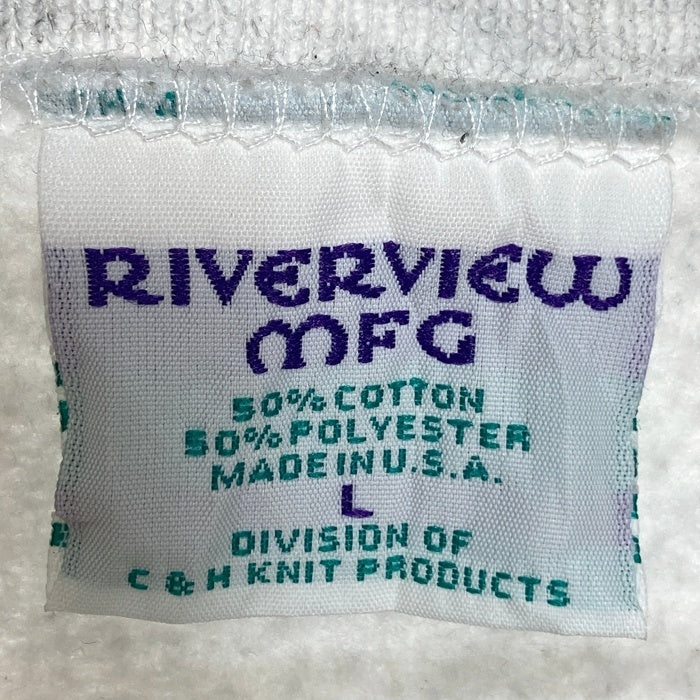 RIVERVIEW
MFG
50% COTTON
50% POLYESTER
MADE IN U.S.A.
L
DIVISION OF
C & H KNIT PRODUCTS